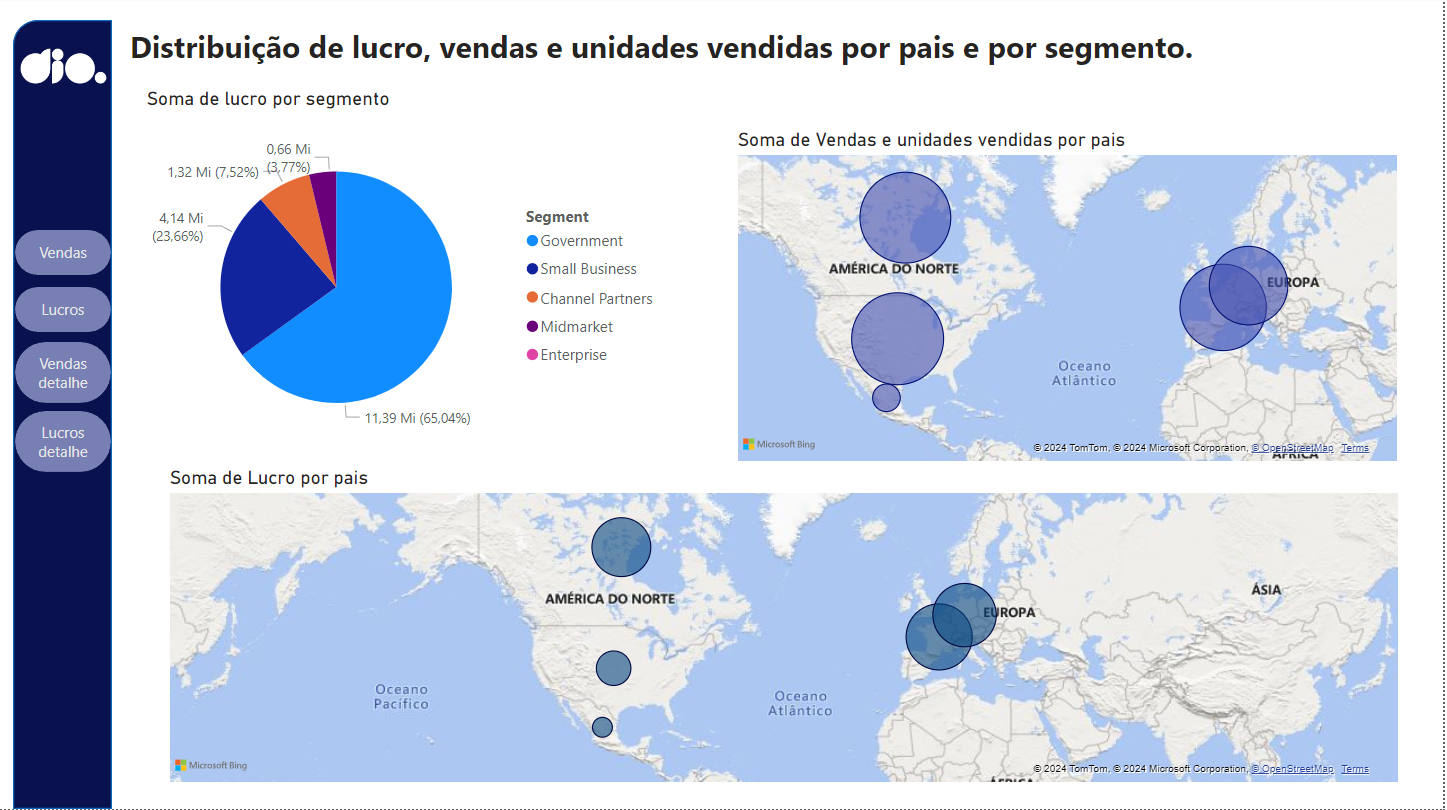 dio.
Distribuição de lucro, vendas e unidades vendidas por pais e por segmento.
Soma de lucro por segmento
0,66 Mi
(3,77%)
1,32 Mi (7,52%)
4,14 Mi
(23,66%)
11,39 Mi (65,04%)
Segment
Government
Small Business
Channel Partners
Midmarket
Enterprise
Vendas
Lucros
Vendas
detalhe
Lucros
detalhe
Soma de Vendas e unidades vendidas por pais
AMÉRICA DO NORTE
EUROPA
Oceano
Atlântico
ÁFRICA
Microsoft Bing
© 2024 TomTom, © 2024 Microsoft Corporation, © OpenStreetMap Terms
Soma de Lucro por pais
AMÉRICA DO NORTE
EUROPA
ÁSIA
Oceano
Pacífico
Oceano
Atlântico
ÁFRICA
Microsoft Bing
© 2024 TomTom, © 2024 Microsoft Corporation, © OpenStreetMap Terms